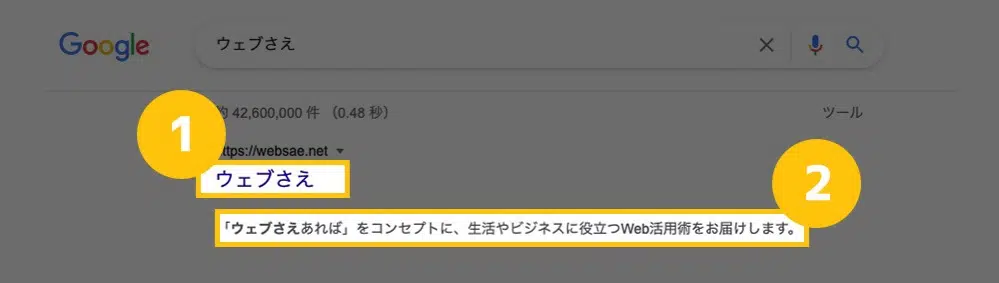 Google
ウェブさえ
約 42,600,000 件 （0.48 秒）
ツール
1
https://websae.net
ウェブさえ
2
「ウェブさえあれば」をコンセプトに、生活やビジネスに役立つWeb活用術をお届けします。